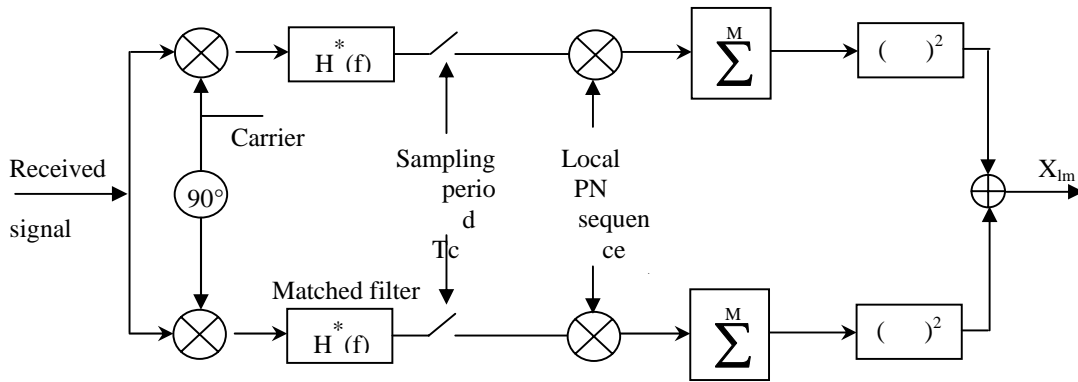 M
*
H (f)
∑
( )²
Carrier
Received
signal
90°
Sampling
perio
d
Tc
Local
PN
sequen
ce
X_lm
Matched filter
*
H (f)
M
∑
( )²